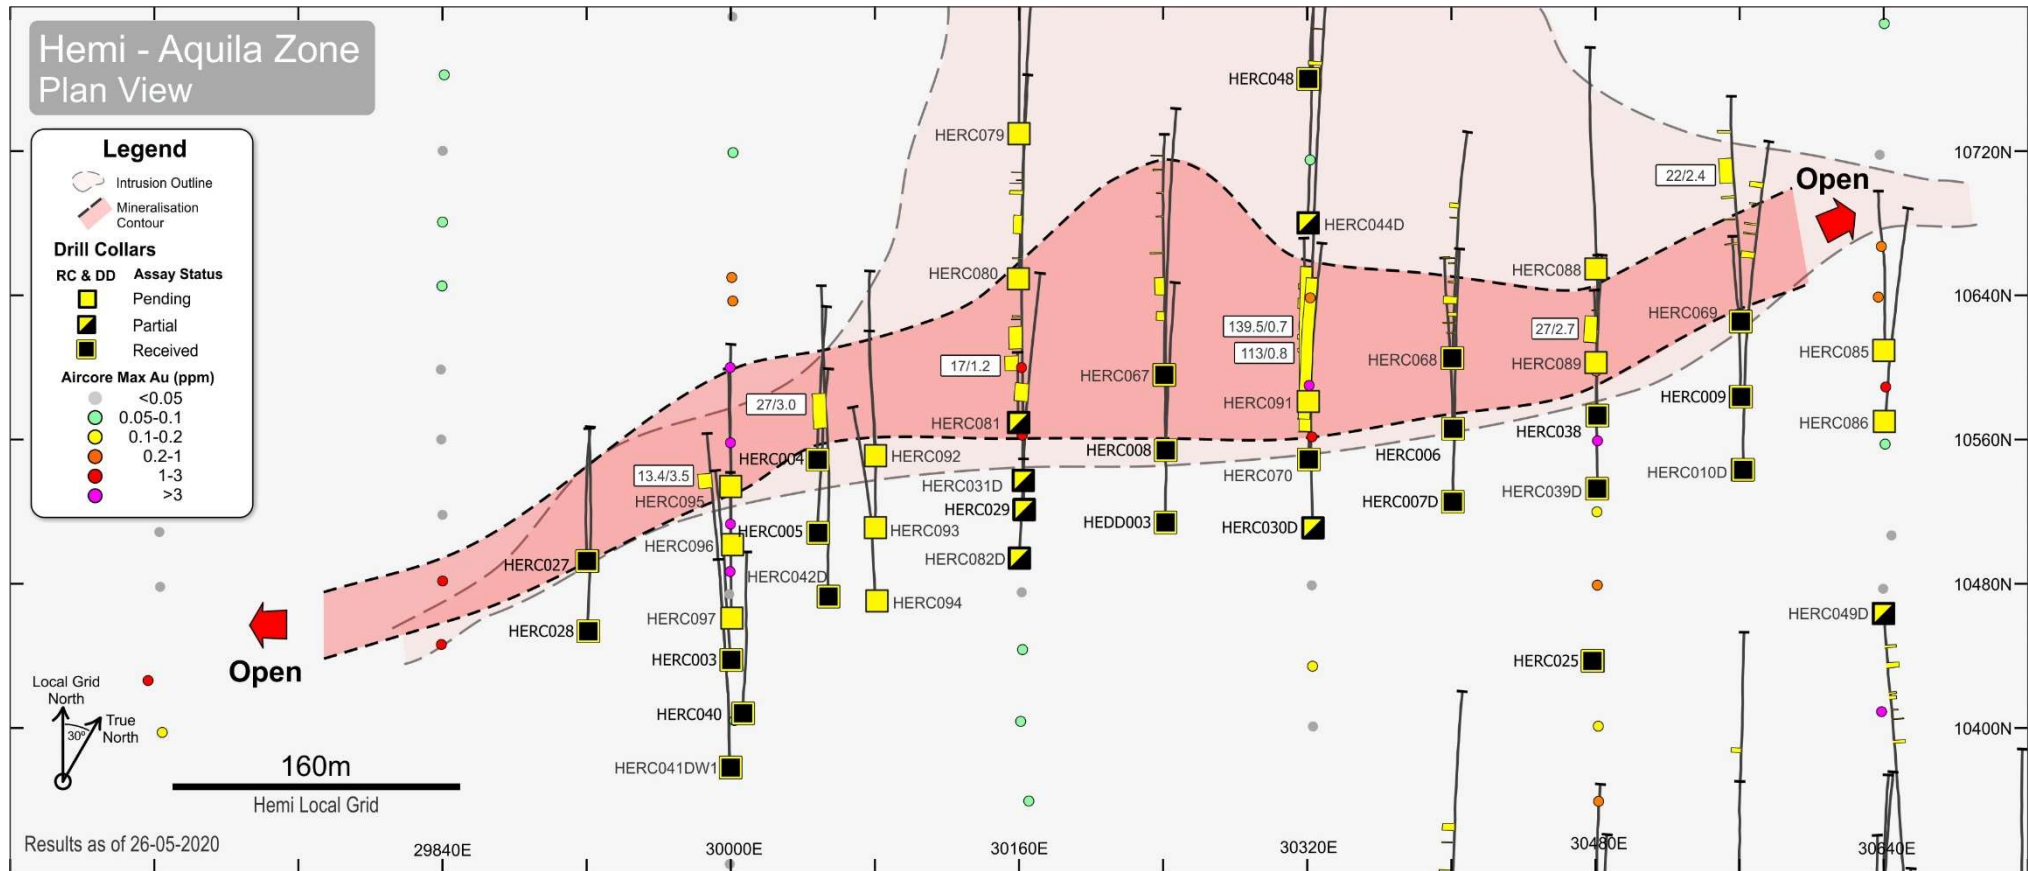 Hemi - Aquila Zone
Plan View
Legend
Intrusion Outline
Mineralisation
Contour
Drill Collars
RC & DD Assay Status
Pending
Partial
Received
Aircore Max Au (ppm)
<0.05
0.05-0.1
0.1-0.2
0.2-1
1-3
>3
HERC048
HERC079
10720N
22/2.4
Open
HERC044D
HERC080
HERC088
10640N
HERC069
139.5/0.7
27/2.7
113/0.8
HERC085
17/1.2
HERC068
HERC089
HERC067
27/3.0
HERC091
HERC009
HERC081
HERC086
HERC038
10560N
HERC008
HERC006
HERC004
HERC092
HERC070
HERC010D
13.4/3.5
HERC031D
HERC039D
HERC095
HERC007D
HERC029
HEDD003
HERC030D
HERC005
HERC093
HERC096
HERC082D
HERC027
HERC042D
10480N
HERC094
HERC049D
HERC097
HERC028
HERC003
HERC025
Open
Local Grid
North
True
North
30º
HERC040
10400N
HERC041DW1
160m
Hemi Local Grid
Results as of 26-05-2020
29840E
30000E
30160E
30320E
30480E
30640E